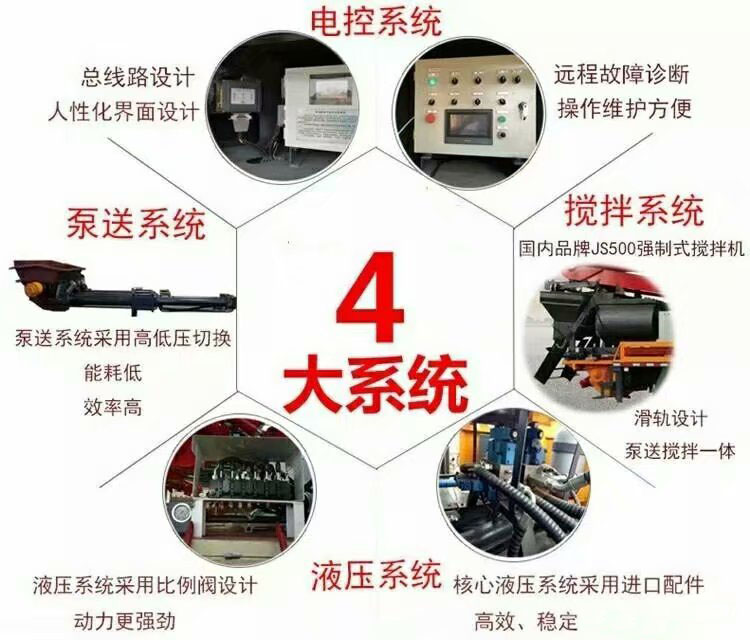 电控系统
总线路设计
人性化界面设计
远程故障诊断
操作维护方便
泵送系统
搅拌系统
国内品牌JS500强制式搅拌机
泵送系统采用高低压切换
能耗低
效率高
4
大系统
滑轨设计
泵送搅拌一体
液压系统采用比例阀设计
动力更强劲
液压系统
核心液压系统采用进口配件
高效、稳定